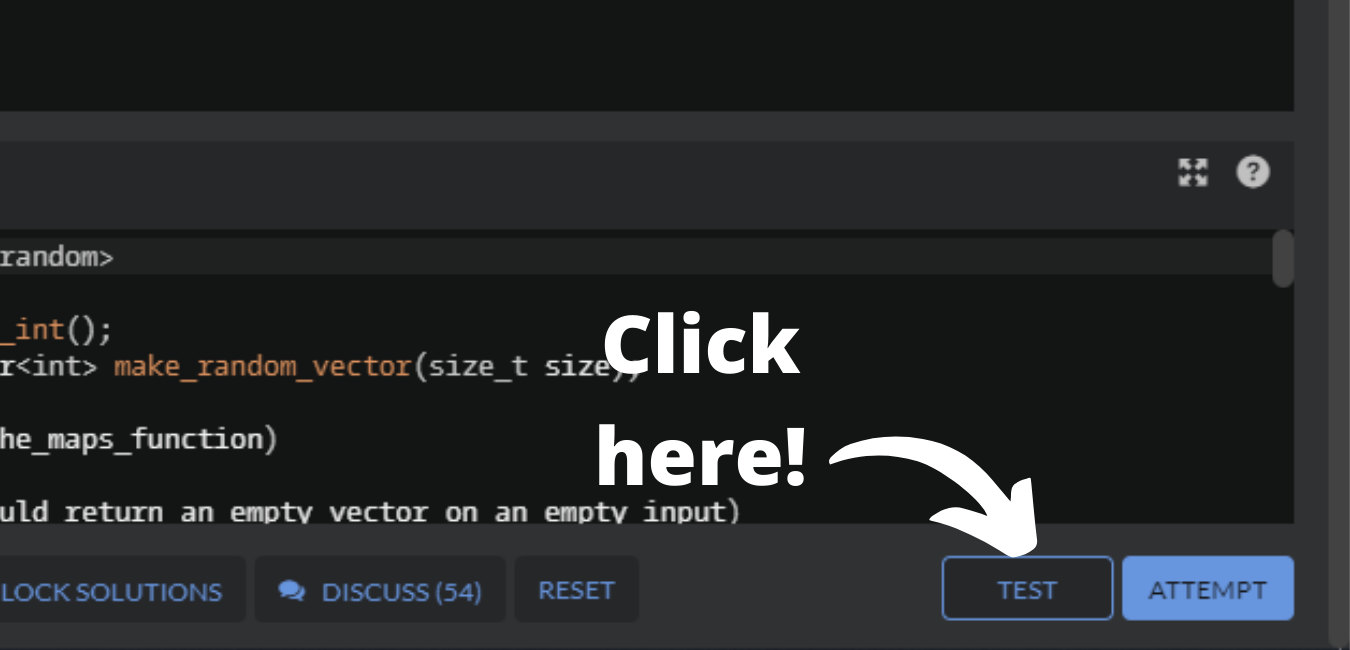 random>
_int();
r<int> make_random_vector(size_t size);
he_maps_function)
uld return an empty vector on an empty input)
Click
here!
LOCK SOLUTIONS
DISCUSS (54)
RESET
TEST
ATTEMPT